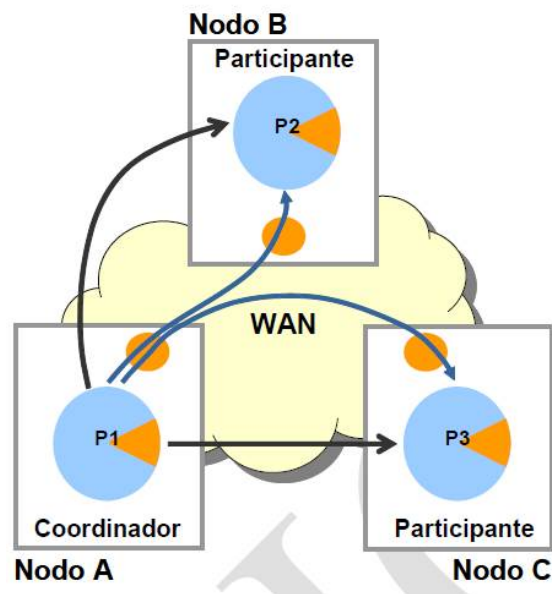 Nodo B
Participante
P2
WAN
P1
P3
Coordinador
Participante
Nodo A
Nodo C